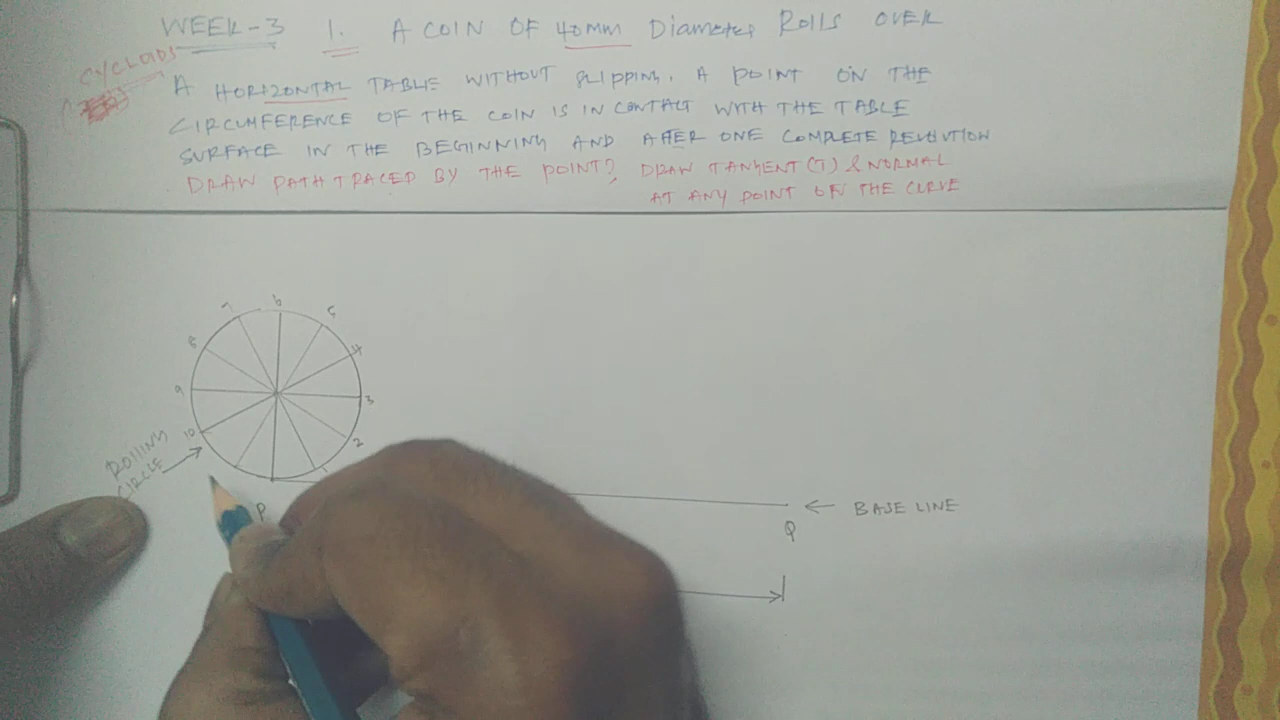 WEEK-3 1. A COIN OF 40mm Diameter Rolls OVER
CYCLOIDS
A HORIZONTAL TABLE WITHOUT SLIPPING. A POINT ON THE
CIRCUMFERENCE OF THE COIN IS IN CONTACT WITH THE TABLE
SURFACE IN THE BEGINNING AND AFTER ONE COMPLETE REVOLUTION
DRAW PATH TRACED BY THE POINT? DRAW TANGENT (T) & NORMAL
AT ANY POINT ON THE CURVE
7 6 5
8 4
9 3
10 2
1
ROLLING
CIRCLE
P
BASE LINE
Q